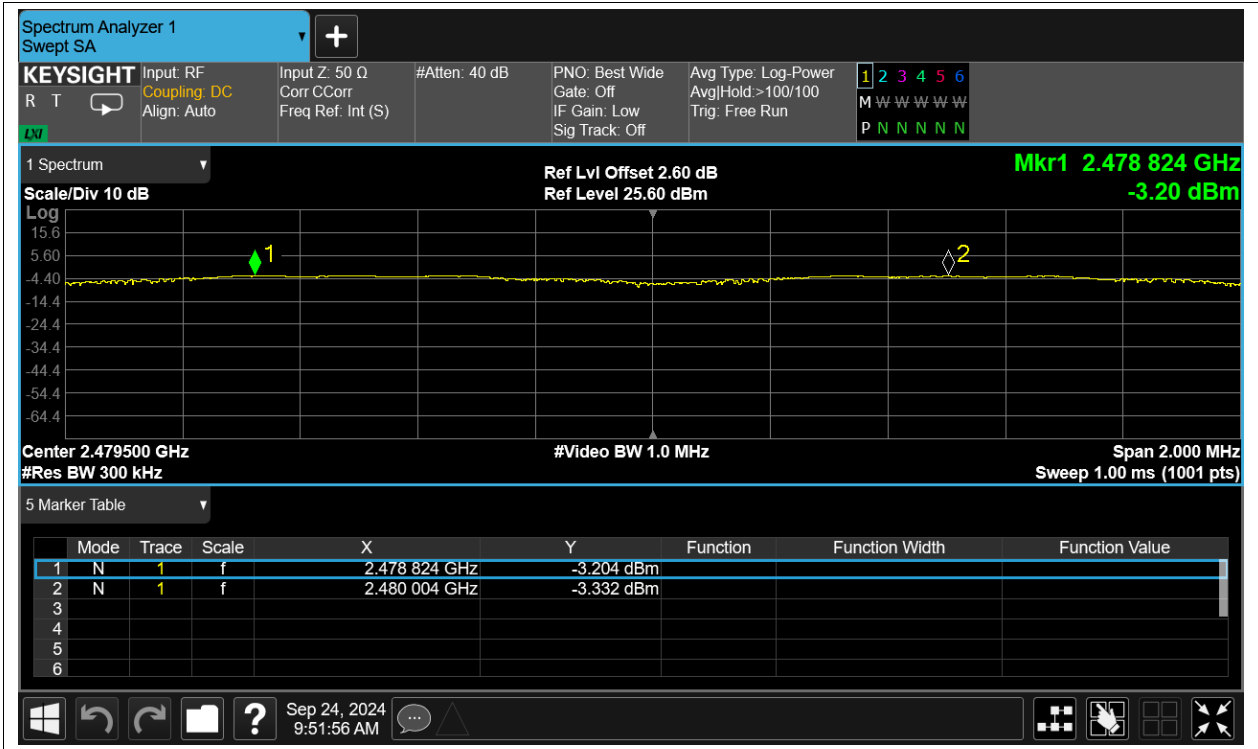 Spectrum Analyzer 1
Swept SA
KEYSIGHT
R T
LXI
Input: RF
Coupling: DC
Align: Auto
Input Z: 50 Ω
Corr CCorr
Freq Ref: Int (S)
#Atten: 40 dB
PNO: Best Wide
Gate: Off
IF Gain: Low
Sig Track: Off
Avg Type: Log-Power
Avg|Hold:>100/100
Trig: Free Run
1 2 3 4 5 6
M W W W W W
P N N N N N
1 Spectrum
Scale/Div 10 dB
Ref Lvl Offset 2.60 dB
Ref Level 25.60 dBm
Mkr1 2.478 824 GHz
-3.20 dBm
Log
15.6
5.60
-4.40
-14.4
-24.4
-34.4
-44.4
-54.4
-64.4
1
2
Center 2.479500 GHz
#Res BW 300 kHz
#Video BW 1.0 MHz
Span 2.000 MHz
Sweep 1.00 ms (1001 pts)
5 Marker Table
Mode Trace Scale X Y Function Function Width Function Value
1 N 1 f 2.478 824 GHz -3.204 dBm
2 N 1 f 2.480 004 GHz -3.332 dBm
3
4
5
6
?
Sep 24, 2024
9:51:56 AM